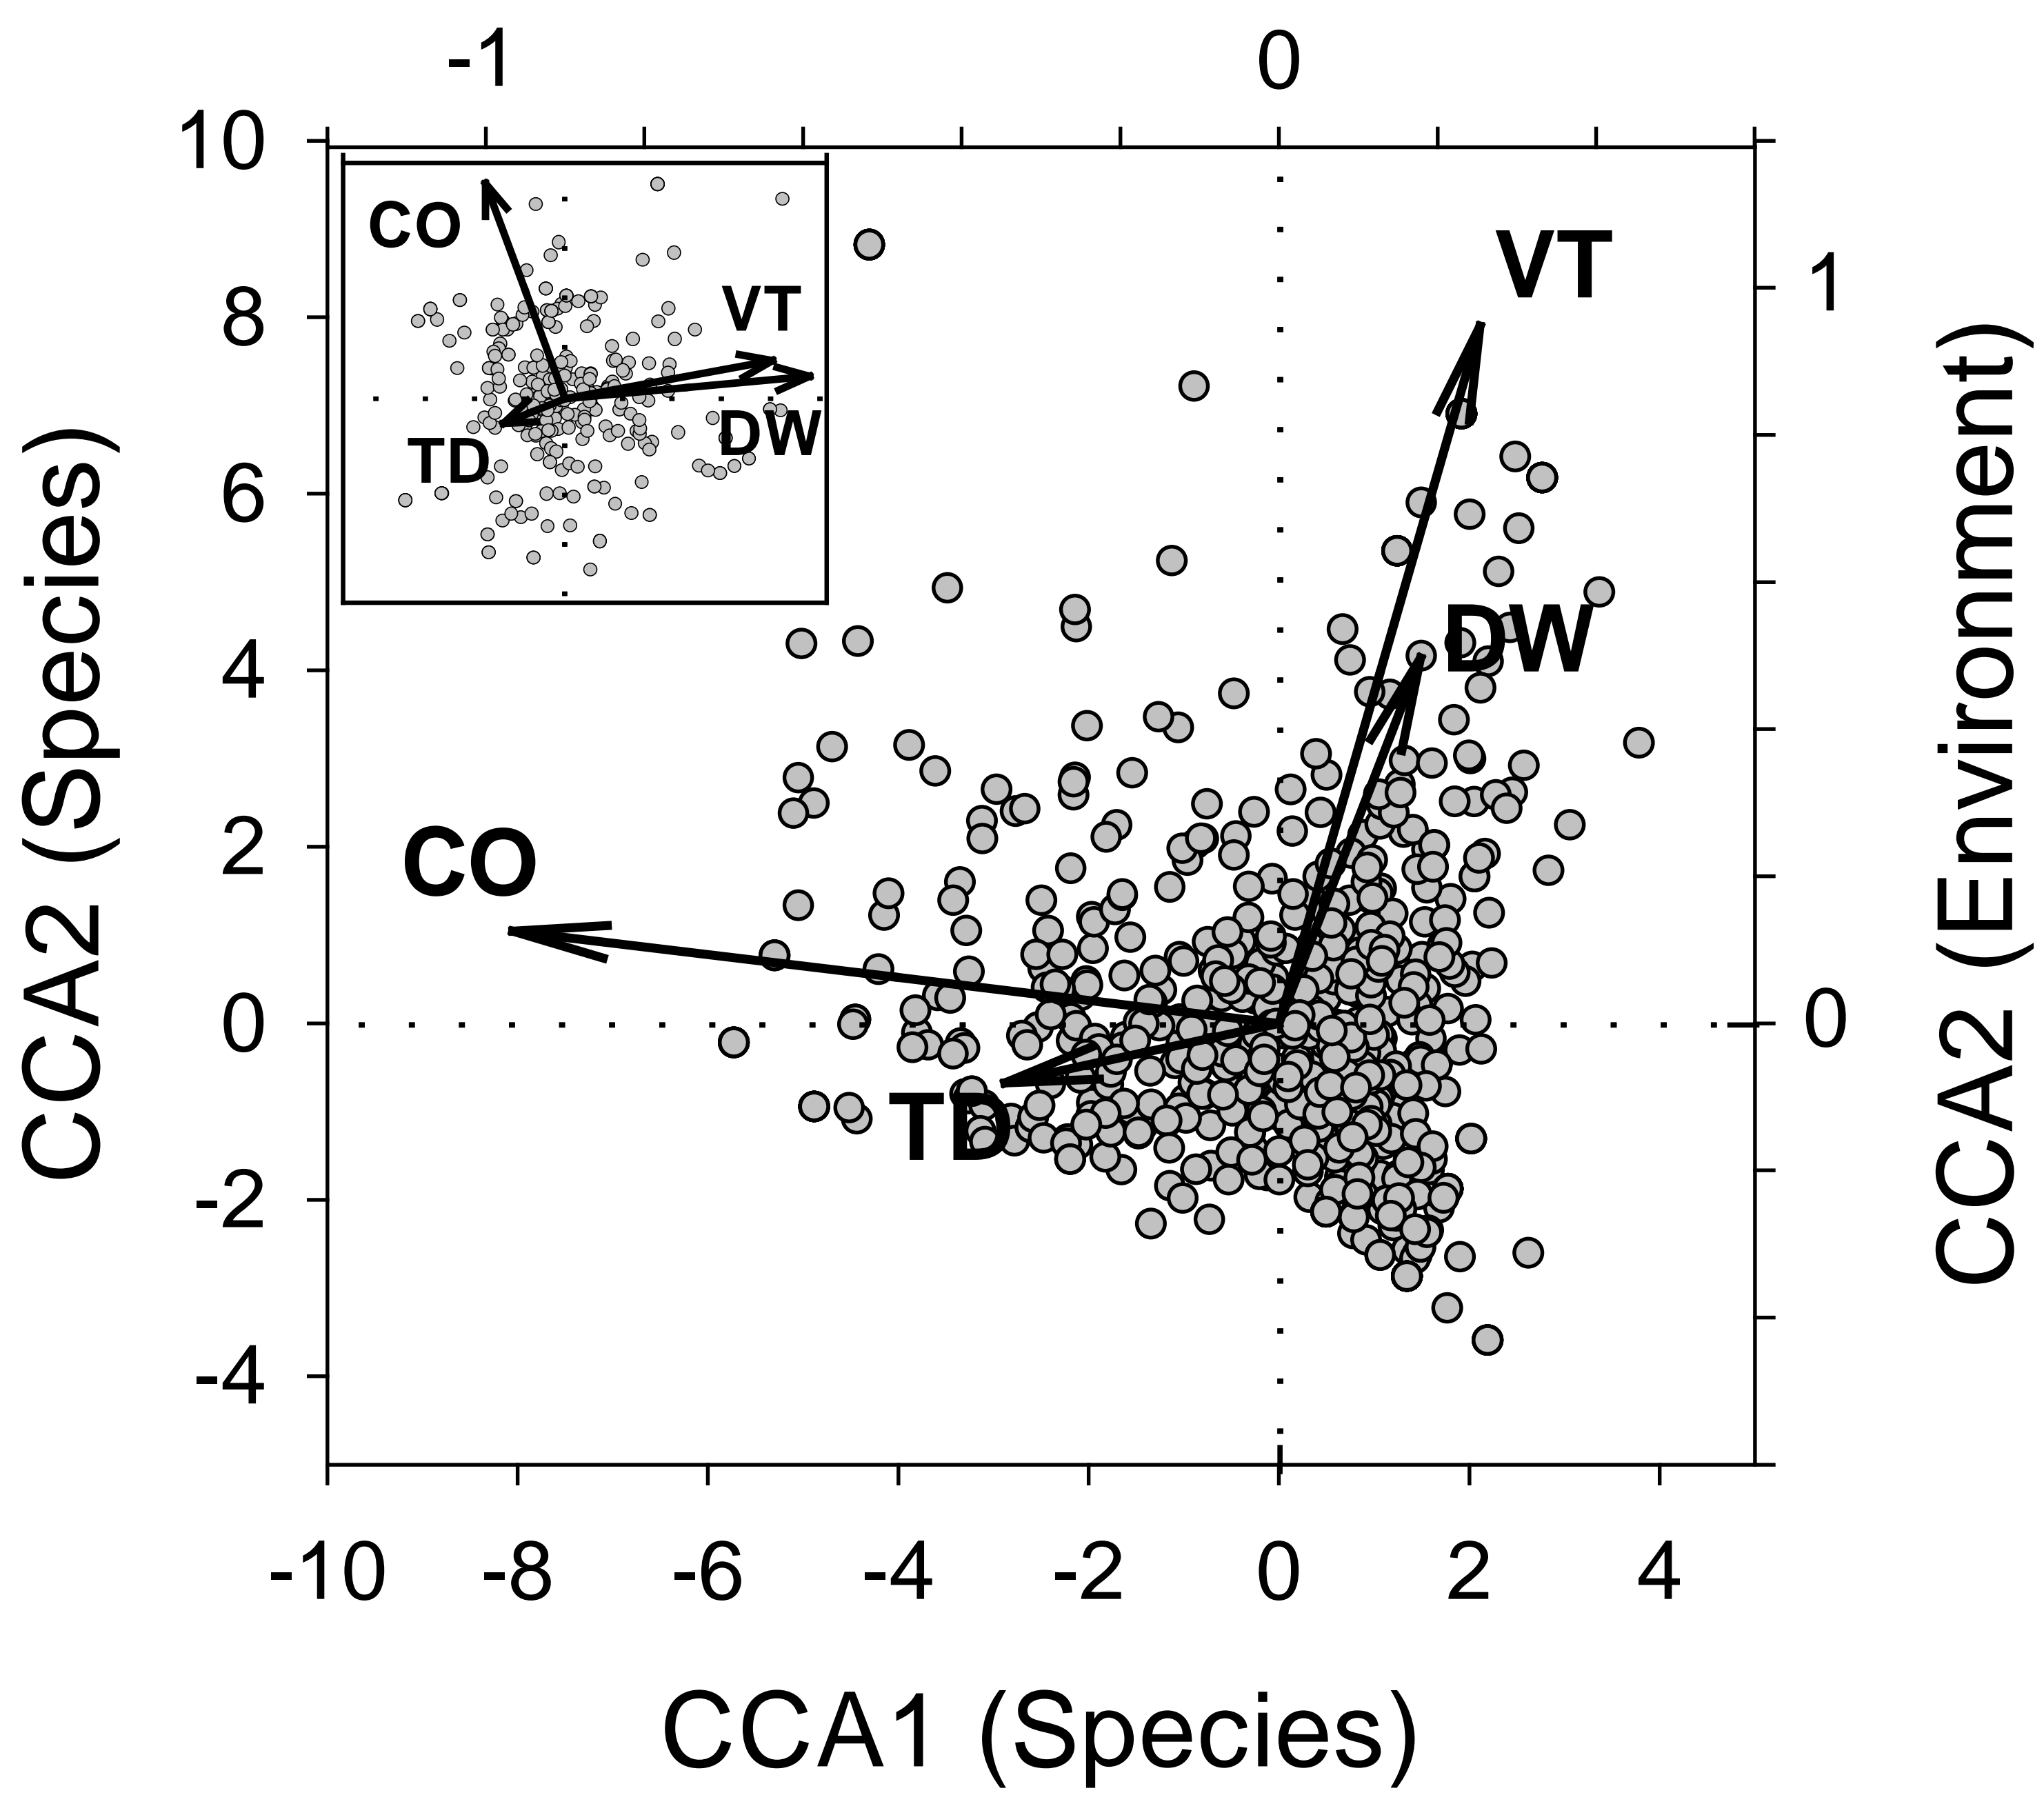 -1 0
10
8
6
4
2
0
-2
-4
CO
VT
DW
TD
VT
DW
CO
TD
1
0
-10 -8 -6 -4 -2 0 2 4
CCA1 (Species)
CCA2 (Species)
CCA2 (Environment)